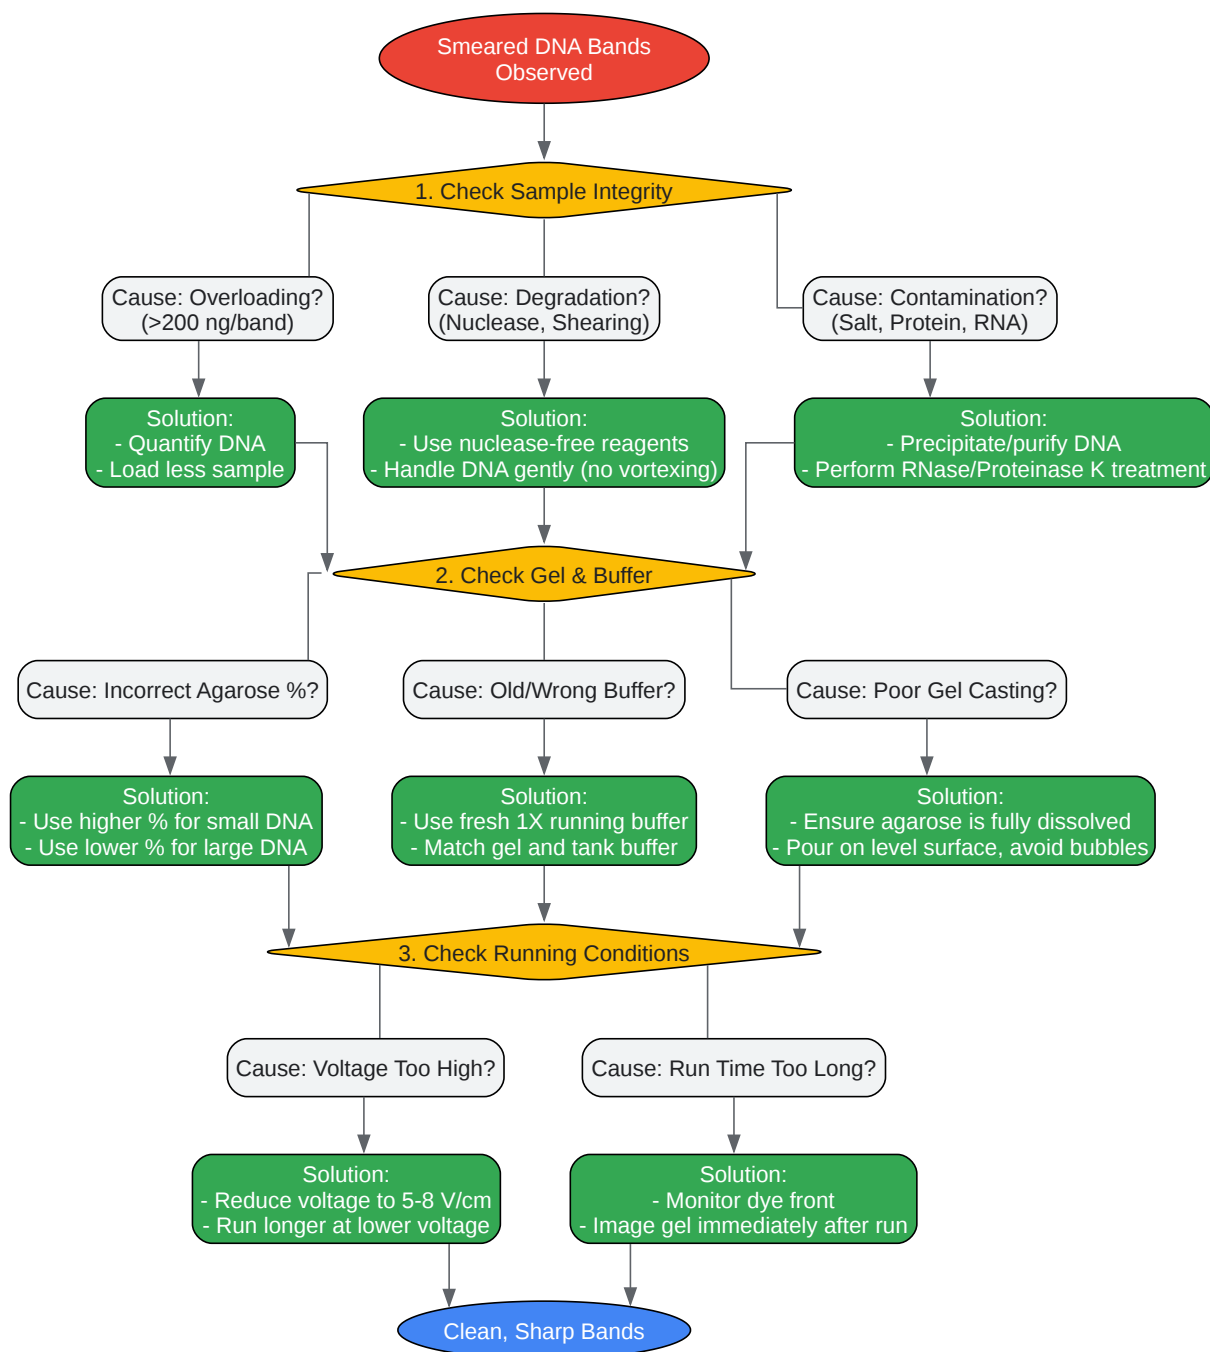 Smeared DNA Bands
Observed
1. Check Sample Integrity
Cause: Overloading?
(>200 ng/band)
Cause: Degradation?
(Nuclease, Shearing)
Cause: Contamination?
(Salt, Protein, RNA)
Solution:
- Quantify DNA
- Load less sample
Solution:
- Use nuclease-free reagents
- Handle DNA gently (no vortexing)
Solution:
- Precipitate/purify DNA
- Perform RNase/Proteinase K treatment
2. Check Gel & Buffer
Cause: Incorrect Agarose %?
Cause: Old/Wrong Buffer?
Cause: Poor Gel Casting?
Solution:
- Use higher % for small DNA
- Use lower % for large DNA
Solution:
- Use fresh 1X running buffer
- Match gel and tank buffer
Solution:
- Ensure agarose is fully dissolved
- Pour on level surface, avoid bubbles
3. Check Running Conditions
Cause: Voltage Too High?
Cause: Run Time Too Long?
Solution:
- Reduce voltage to 5-8 V/cm
- Run longer at lower voltage
Solution:
- Monitor dye front
- Image gel immediately after run
Clean, Sharp Bands